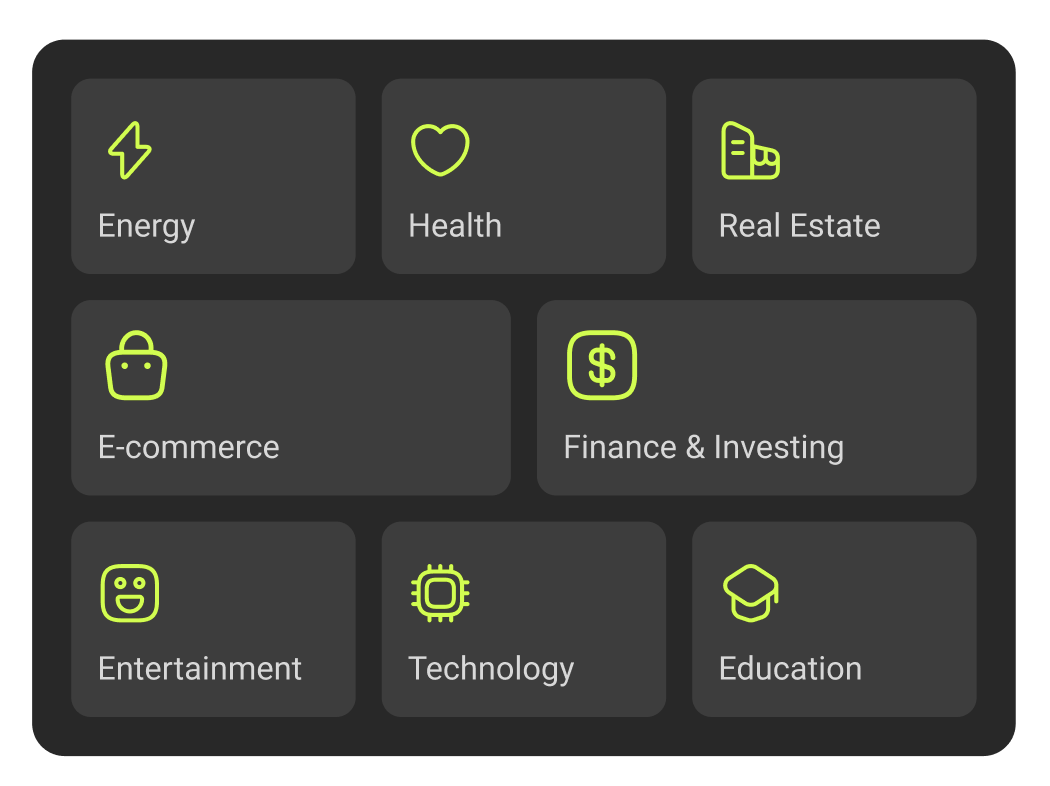 Energy
Health
Real Estate
E-commerce
Finance & Investing
Entertainment
Technology
Education